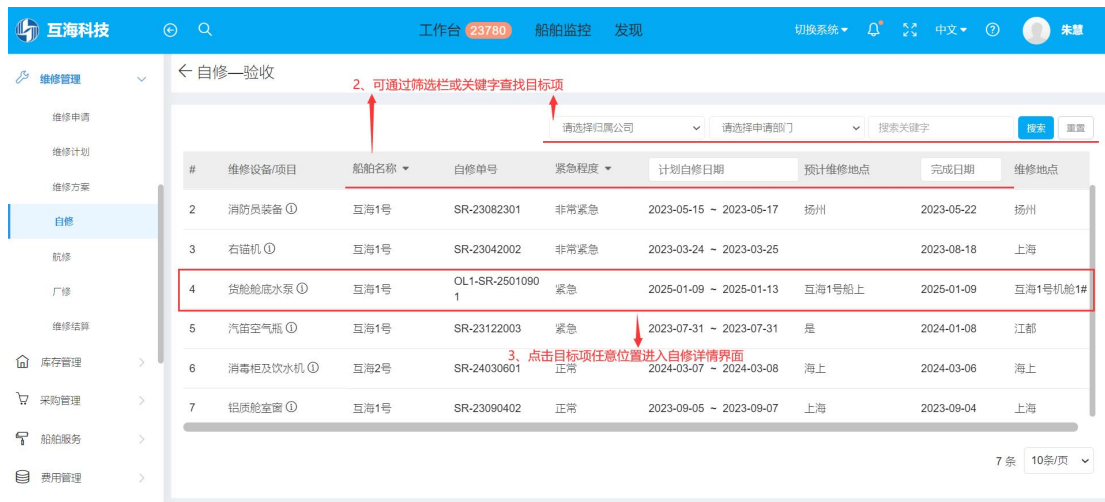 互海科技
工作台 23780 船舶监控 发现
切换系统 中文 朱慧
维修管理
维修申请
维修计划
维修方案
自修
航修
厂修
维修结算
库存管理
采购管理
船舶服务
费用管理
自修—验收
2、可通过筛选栏或关键字查找目标项
请选择归属公司 请选择申请部门 搜索关键字 搜索 重置
# 维修设备/项目 船舶名称 自修单号 紧急程度 计划自修日期 预计维修地点 完成日期 维修地点
2 消防员装备 互海1号 SR-23082301 非常紧急 2023-05-15 ~ 2023-05-17 扬州 2023-05-22 扬州
3 右锚机 互海1号 SR-23042002 非常紧急 2023-03-24 ~ 2023-03-25 2023-08-18 上海
4 货舱舱底水泵 互海1号 OL1-SR-2501090 紧急 2025-01-09 ~ 2025-01-13 互海1号船上 2025-01-09 互海1号机舱1#
1
5 汽笛空气瓶 互海1号 SR-23122003 紧急 2023-07-31 ~ 2023-07-31 是 2024-01-08 江都
3、点击目标项任意位置进入自修详情界面
6 消毒柜及饮水机 互海2号 SR-24030601 正常 2024-03-07 ~ 2024-03-08 海上 2024-03-06 海上
7 铝质舱室窗 互海1号 SR-23090402 正常 2023-09-05 ~ 2023-09-07 上海 2023-09-04 上海
7 条 10条/页